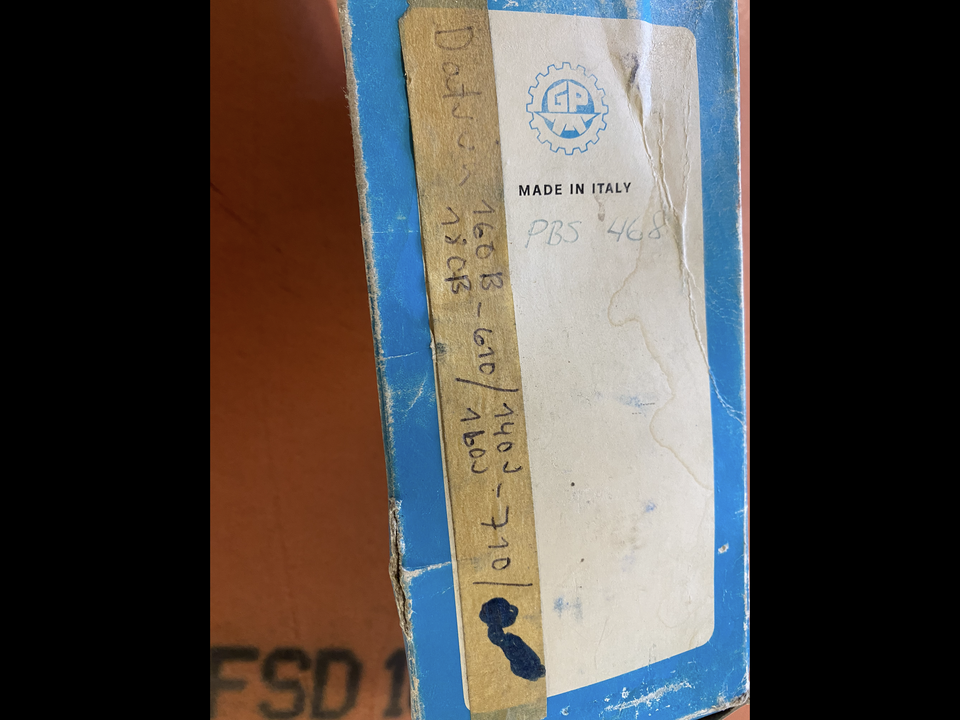 GP
MADE IN ITALY
PBS 468
Datsun 160B-610/140J-710/
180B /160J
FSD 1